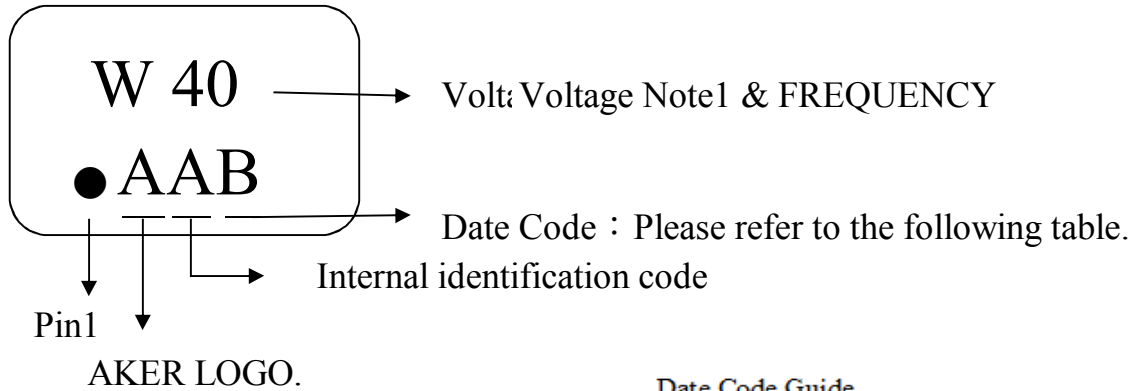 W 40
Volta Voltage Note1 & FREQUENCY
●AAB
Date Code：Please refer to the following table.
Internal identification code
Pin1
AKER LOGO.
Date Code Guide